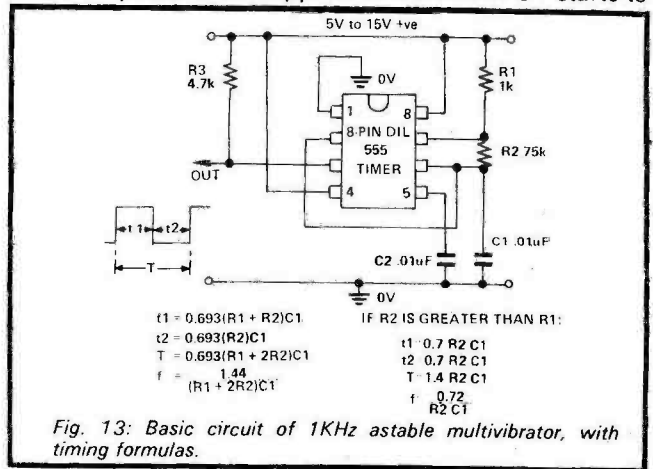 starts to
5V to 15V +ve
R3
4.7k
0V
R1
1k
1
8
8-PIN DIL
555
TIMER
R2 75k
OUT
4
5
t1
t2
T
C2 .01uF
C1 .01uF
0V
t1 = 0.693(R1 + R2)C1
t2 = 0.693(R2)C1
T = 0.693(R1 + 2R2)C1
f = 1.44
(R1 + 2R2)C1
IF R2 IS GREATER THAN R1:
t1 0.7 R2 C1
t2 0.7 R2 C1
T 1.4 R2 C1
f 0.72
R2 C1
Fig. 13: Basic circuit of 1KHz astable multivibrator, with
timing formulas.